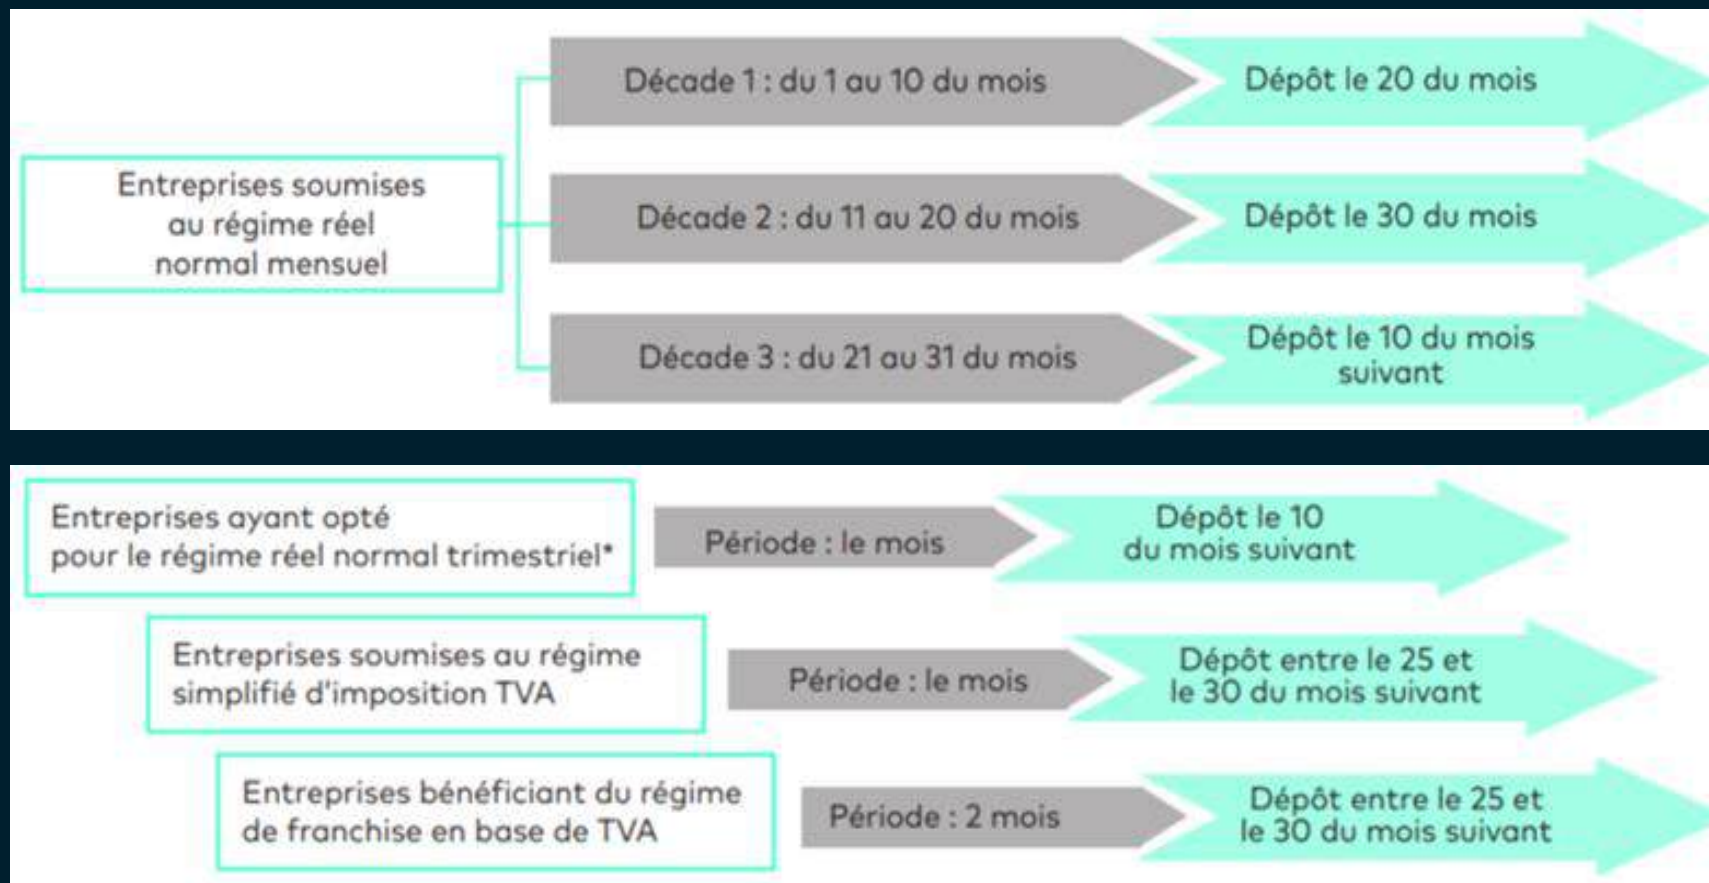 Entreprises soumises
au régime réel
normal mensuel
Décade 1 : du 1 au 10 du mois
Dépôt le 20 du mois
Décade 2 : du 11 au 20 du mois
Dépôt le 30 du mois
Décade 3 : du 21 au 31 du mois
Dépôt le 10 du mois
suivant
Entreprises ayant opté
pour le régime réel normal trimestriel*
Période : le mois
Dépôt le 10
du mois suivant
Entreprises soumises au régime
simplifié d'imposition TVA
Période : le mois
Dépôt entre le 25 et
le 30 du mois suivant
Entreprises bénéficiant du régime
de franchise en base de TVA
Période : 2 mois
Dépôt entre le 25 et
le 30 du mois suivant